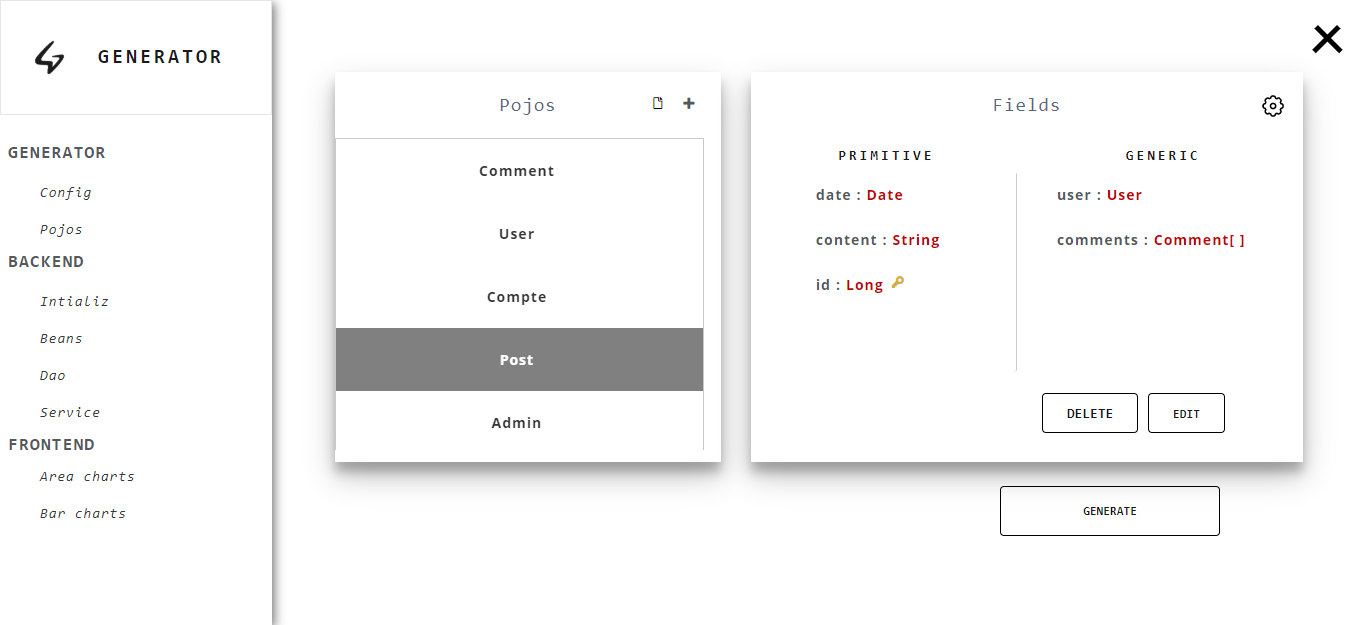 GENERATOR
GENERATOR
Config
Pojos
BACKEND
Intializ
Beans
Dao
Service
FRONTEND
Area charts
Bar charts
Pojos
Comment
User
Compte
Post
Admin
Fields
PRIMITIVE
date : Date
content : String
id : Long
GENERIC
user : User
comments : Comment[ ]
DELETE
EDIT
GENERATE